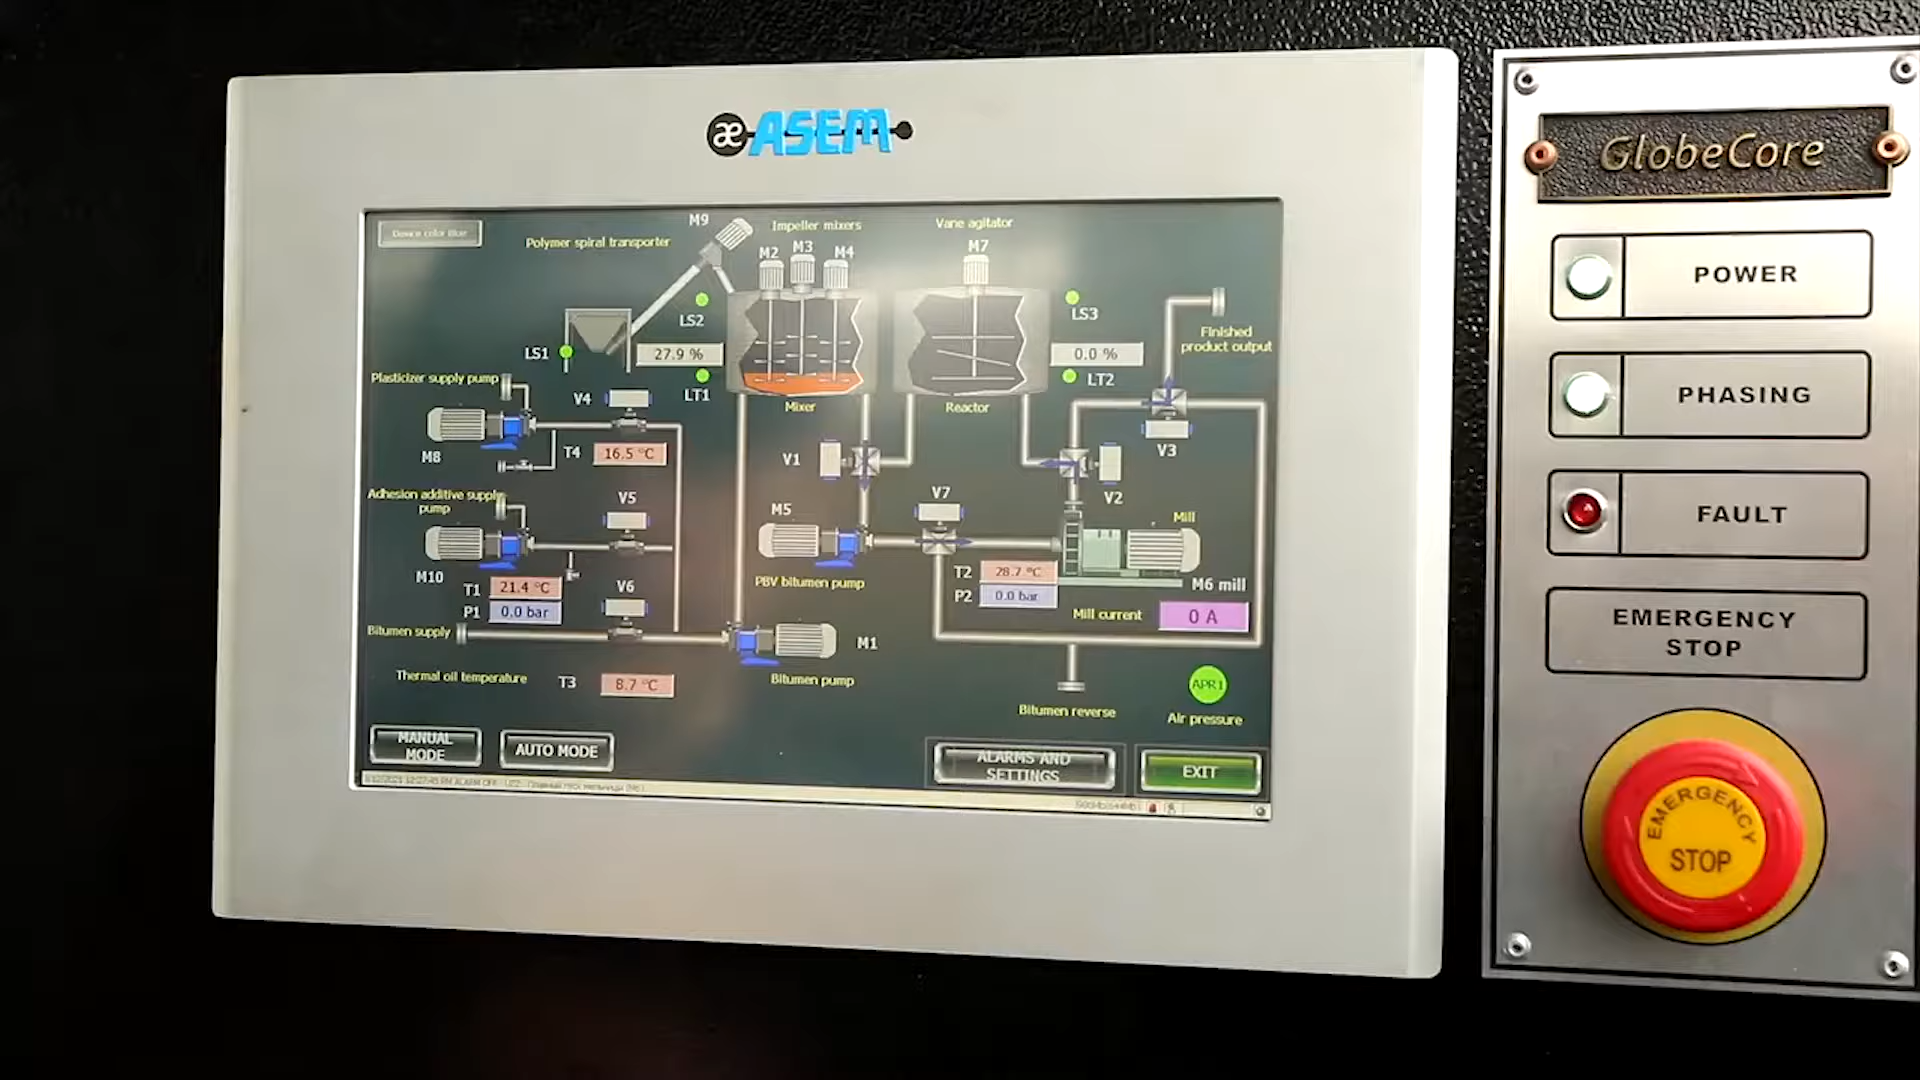 æ ASEM
Device color Blue
M9
Impeller mixers
Vane agitator
Polymer spiral transporter
M2
M3
M4
M7
LS2
LS3
LS1
27.9 %
0.0 %
Finished
product output
Plasticizer supply pump
LT1
LT2
V4
Mixer
Reactor
M8
T4
16.5 °C
V1
V3
V2
Adhesion additive supply
pump
V5
V7
M5
Mill
M10
T1
21.4 °C
P1
0.0 bar
V6
PBV bitumen pump
T2
28.7 °C
P2
0.0 bar
M6 mill
Mill current
0 A
Bitumen supply
M1
Thermal oil temperature
T3
8.7 °C
Bitumen pump
Bitumen reverse
APR1
Air pressure
MANUAL
MODE
AUTO MODE
ALARMS AND
SETTINGS
EXIT
GlobeCore
POWER
PHASING
FAULT
EMERGENCY
STOP
EMERGENCY
STOP